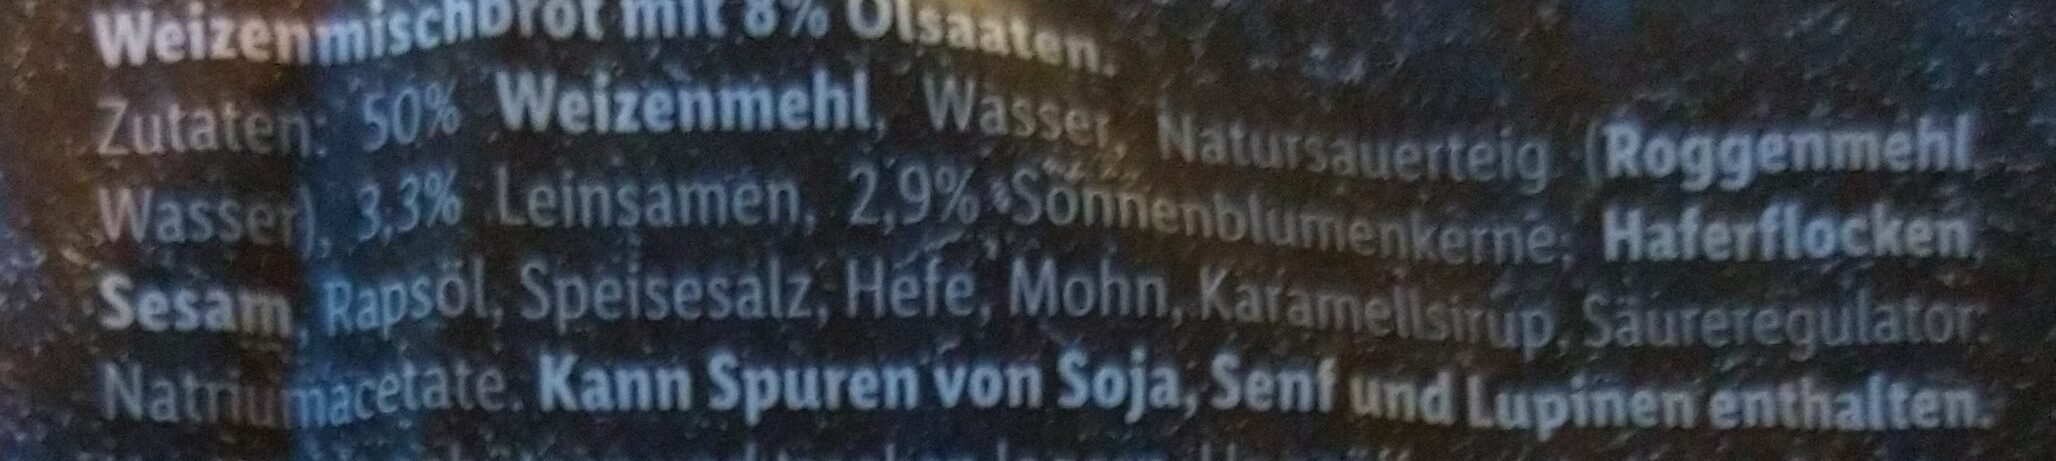 Weizenmischbrot mit 8% Ölsaaten.
Zutaten: 50% Weizenmehl, Wasser, Natursauerteig (Roggenmehl,
Wasser), 3,3% Leinsamen, 2,9% Sonnenblumenkerne, Haferflocken,
Sesam, Rapsöl, Speisesalz, Hefe, Mohn, Karamellsirup, Säureregulator:
Natriumacetate. Kann Spuren von Soja, Senf und Lupinen enthalten.